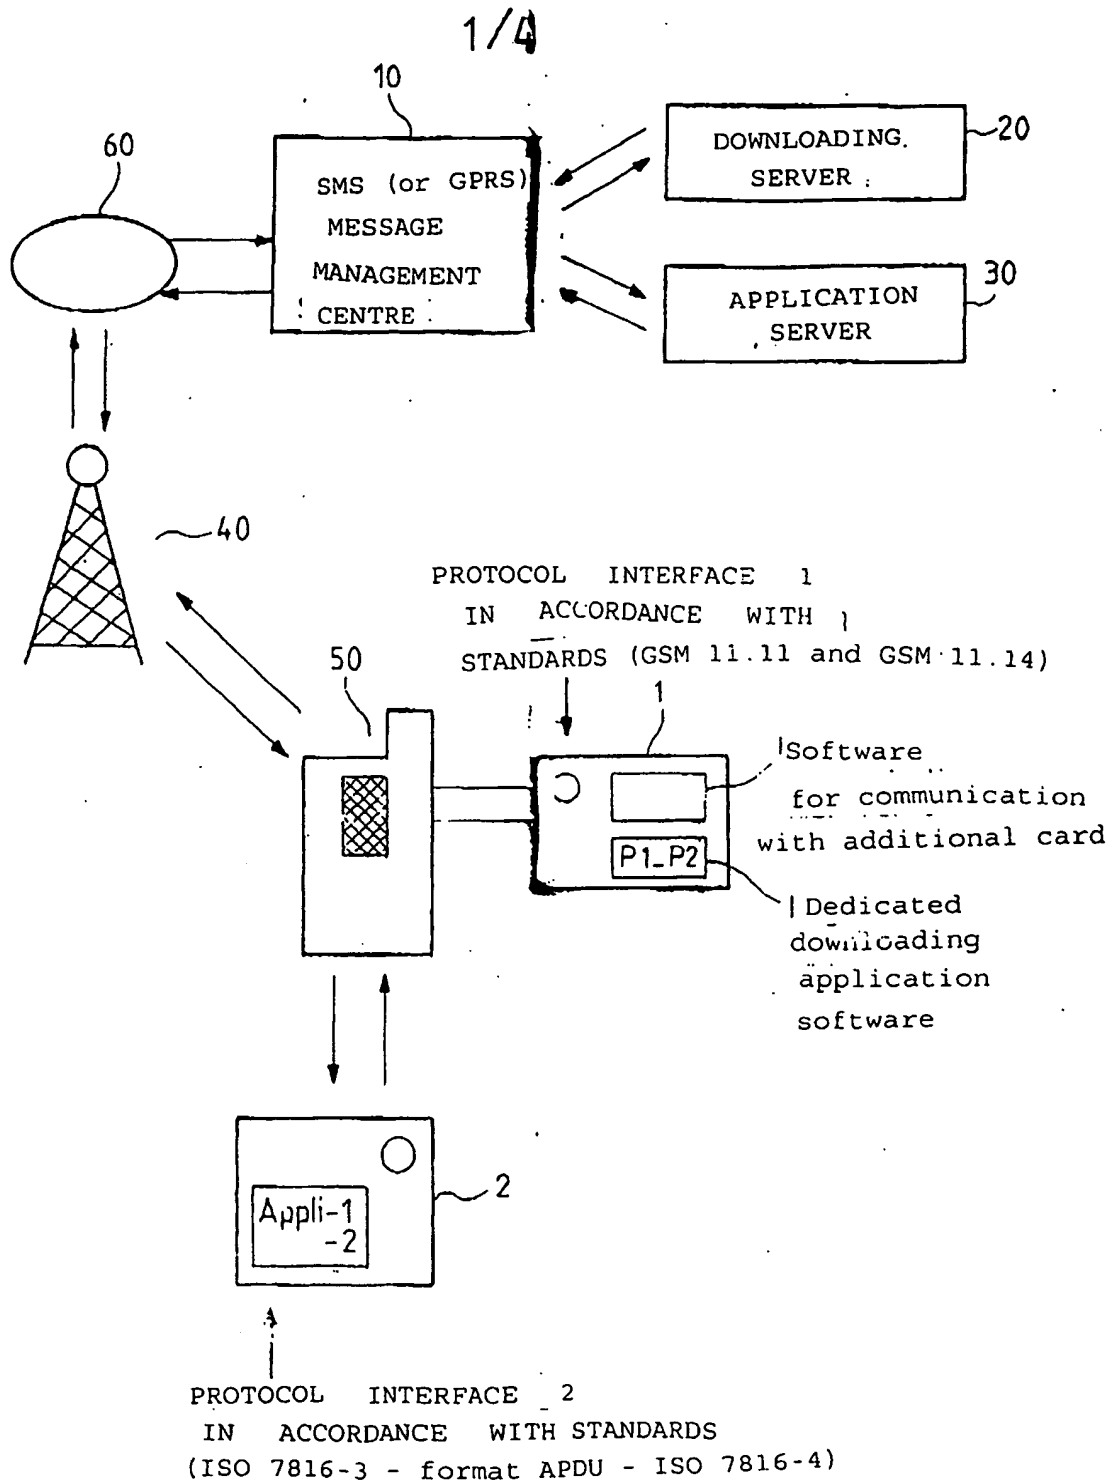 1/4
10
60
SMS (or GPRS)
MESSAGE
MANAGEMENT
CENTRE
DOWNLOADING
SERVER
20
APPLICATION
SERVER
30
40
PROTOCOL INTERFACE 1
IN ACCORDANCE WITH
STANDARDS (GSM 11.11 and GSM 11.14)
50
1
Software
for communication
with additional card
P1_P2
Dedicated
downloading
application
software
Appli-1
-2
2
PROTOCOL INTERFACE 2
IN ACCORDANCE WITH STANDARDS
(ISO 7816-3 - format APDU - ISO 7816-4)